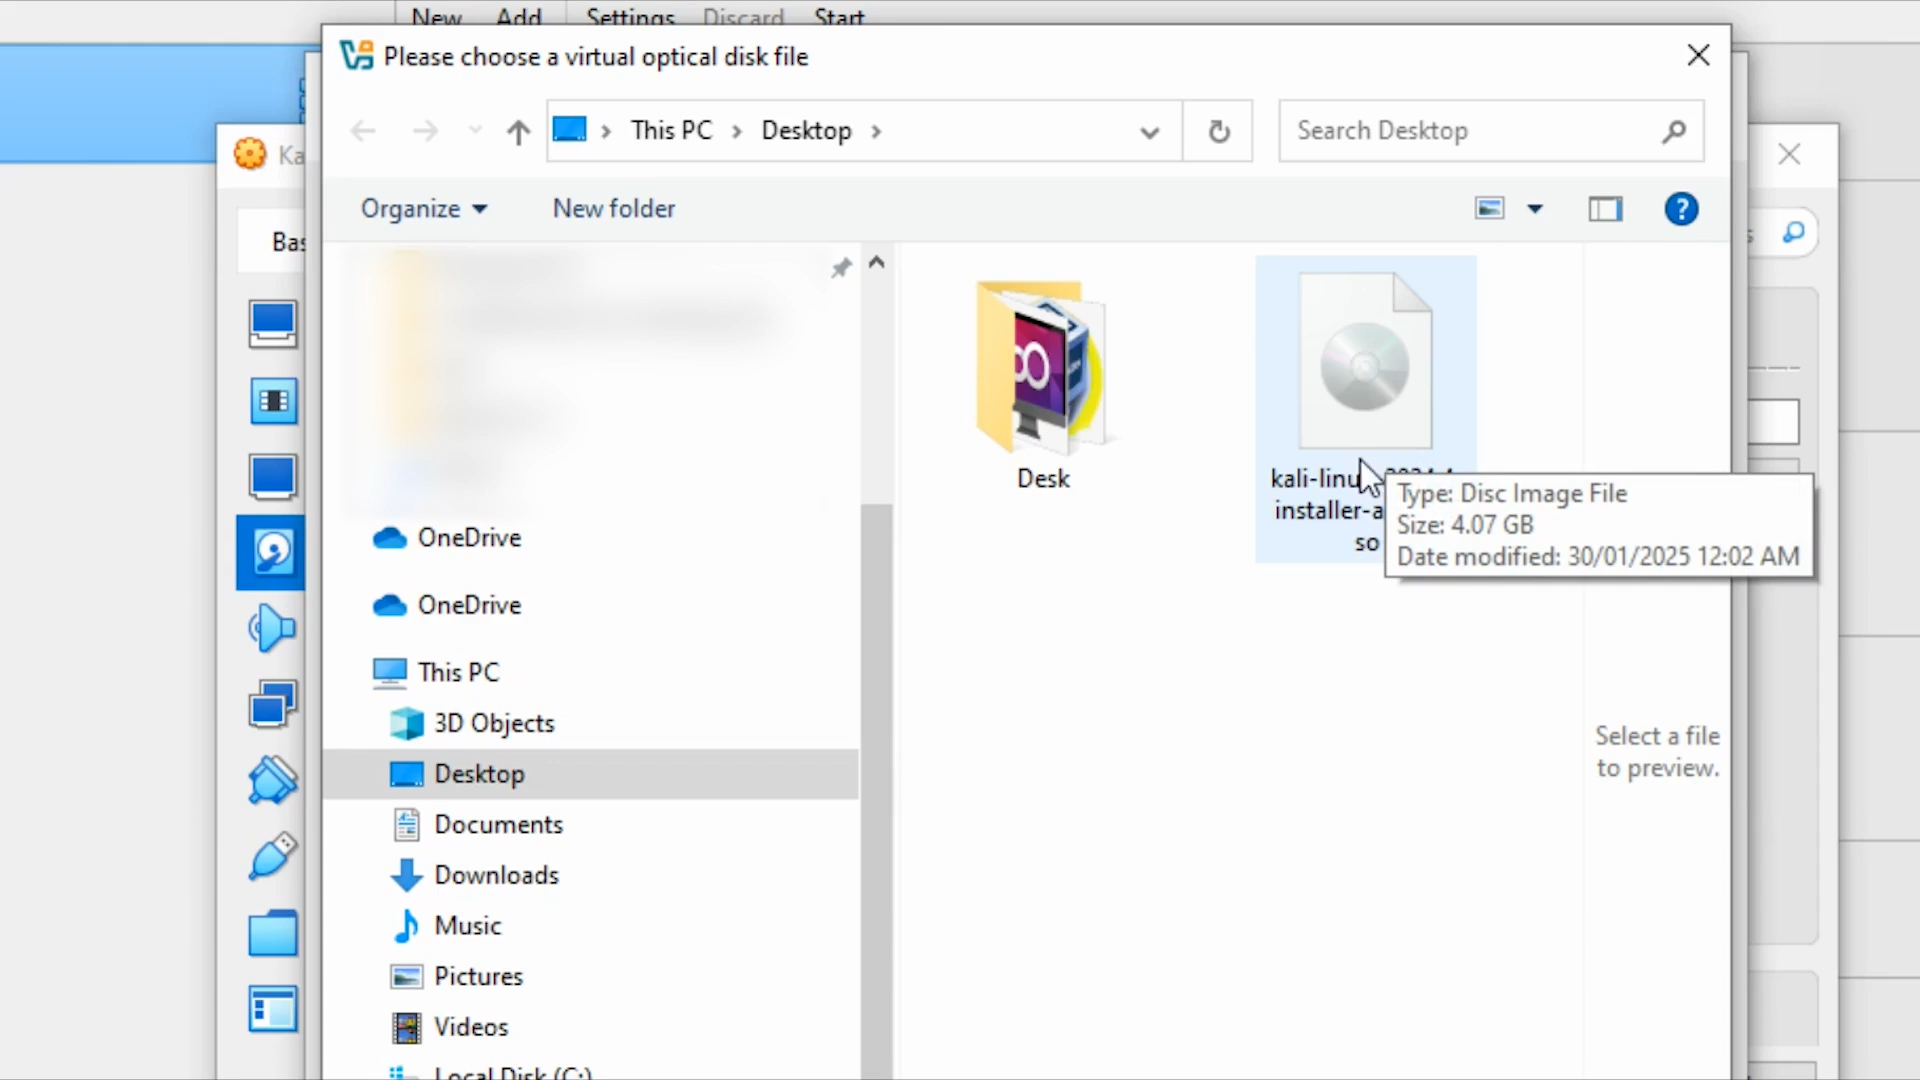 New Add Settings Discard Start
Please choose a virtual optical disk file
Ka
This PC Desktop
Search Desktop
Organize
New folder
Bas
s
Desk
kali-linu
installer-a
so
Type: Disc Image File
Size: 4.07 GB
Date modified: 30/01/2025 12:02 AM
OneDrive
OneDrive
This PC
3D Objects
Desktop
Documents
Downloads
Music
Pictures
Videos
Local Disk (C:)
Select a file
to preview.